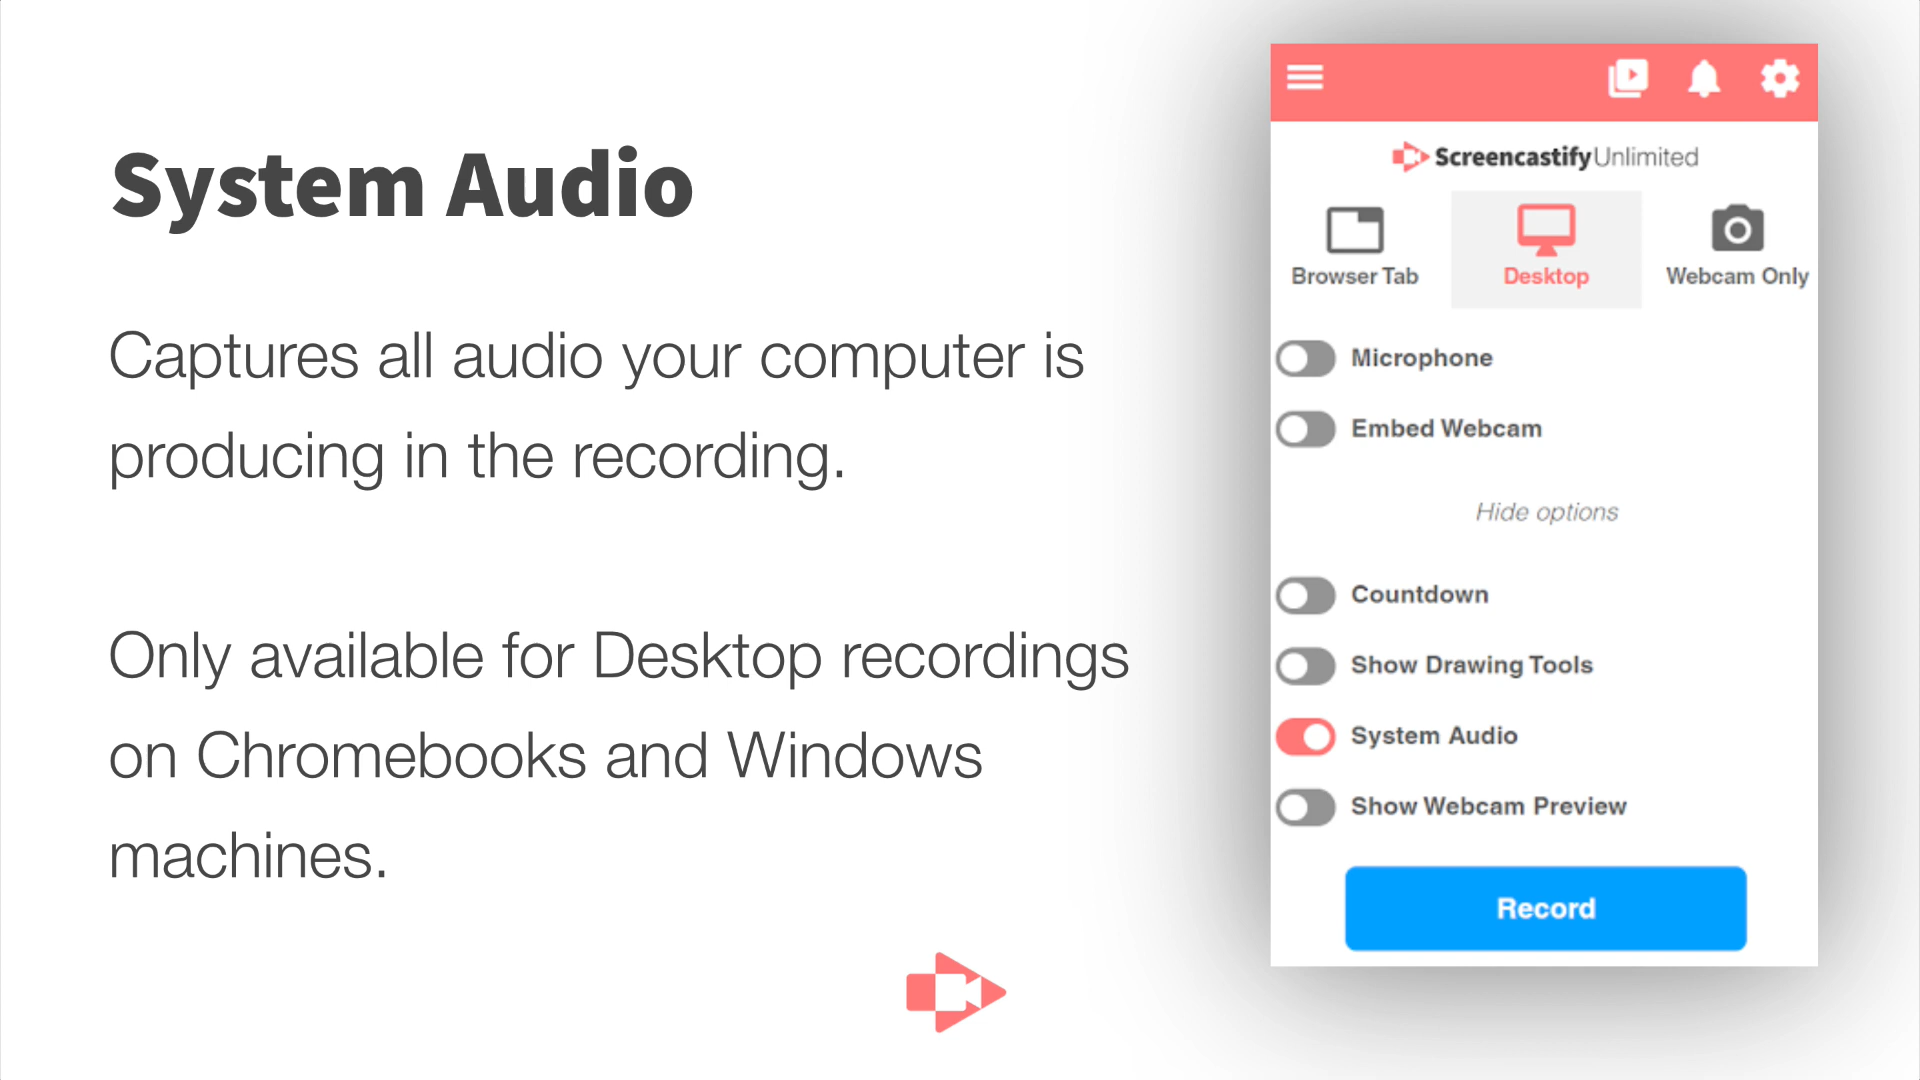 System Audio
Captures all audio your computer is
producing in the recording.
Only available for Desktop recordings
on Chromebooks and Windows
machines.
Screencastify Unlimited
Browser Tab
Desktop
Webcam Only
Microphone
Embed Webcam
Hide options
Countdown
Show Drawing Tools
System Audio
Show Webcam Preview
Record